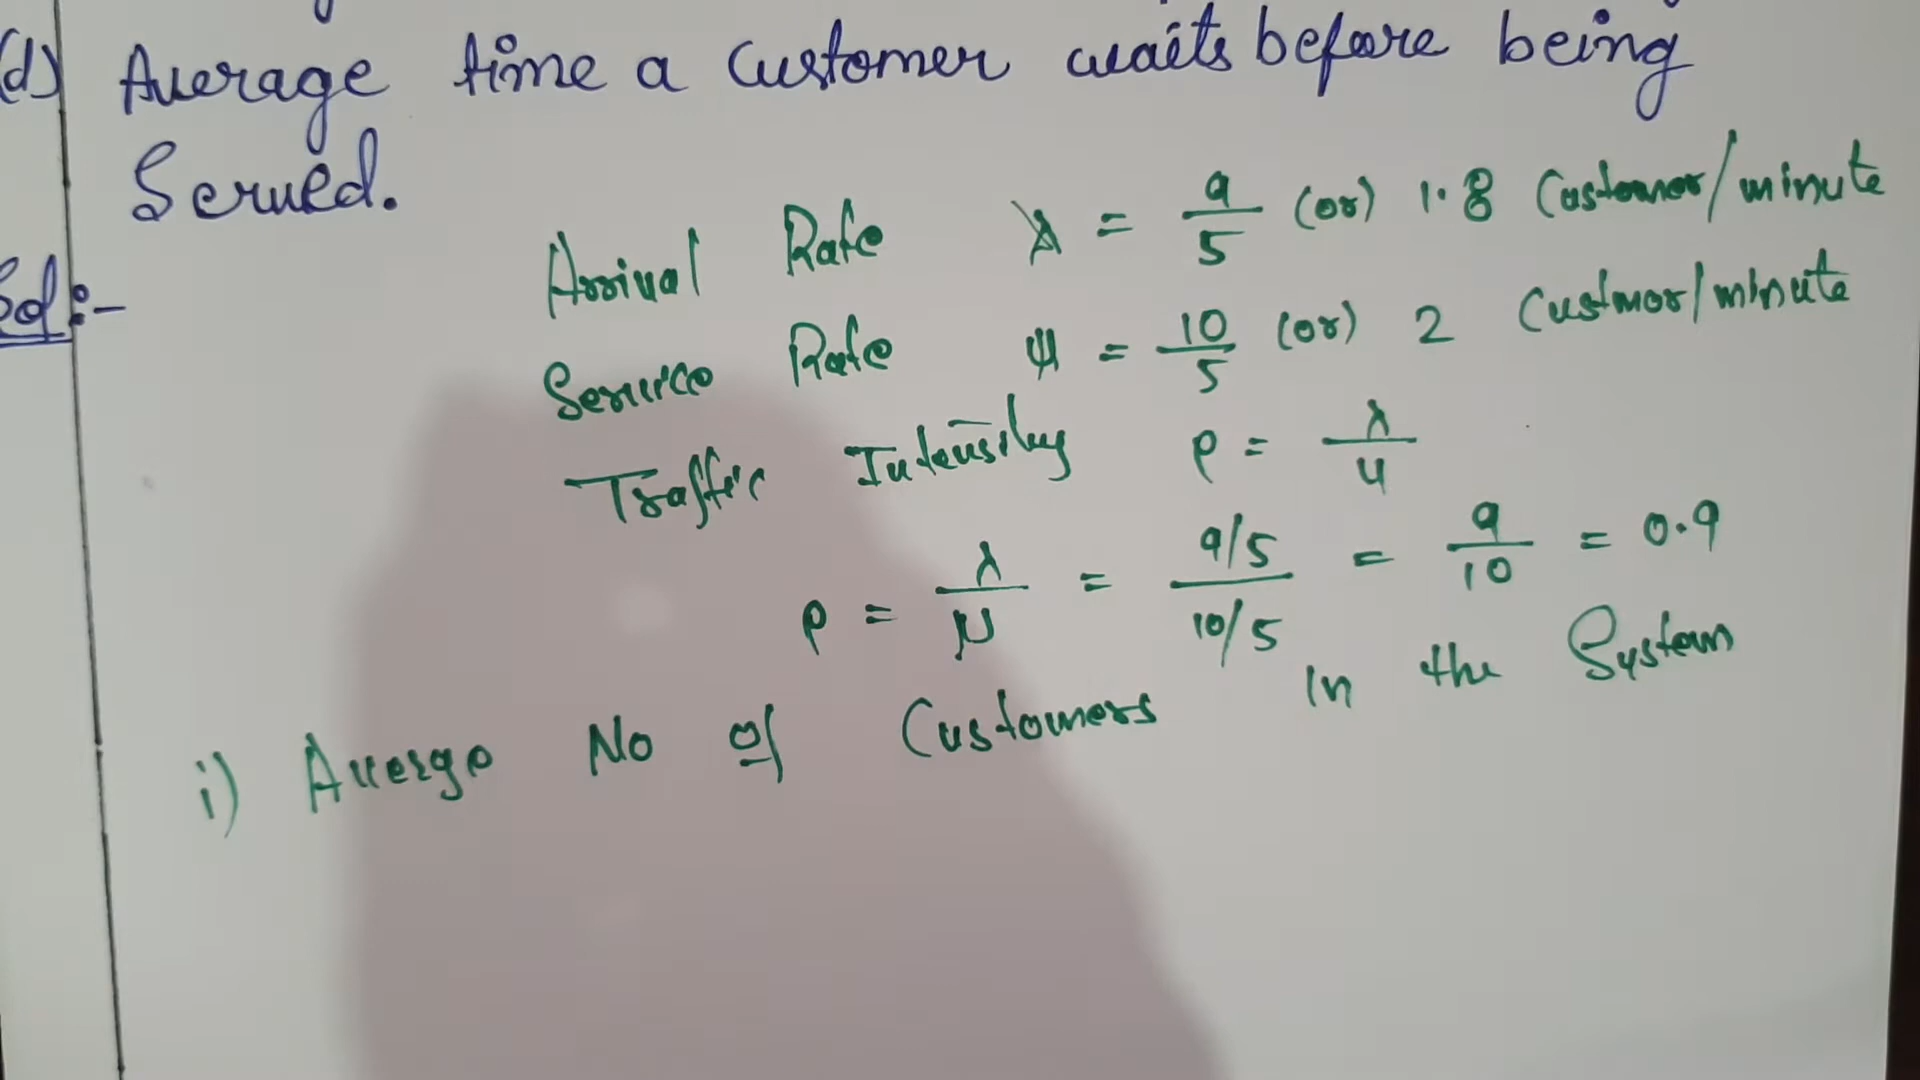 (d) Average time a Customer waits before being
Served.
Sol:-
Arrival Rate λ = 9/5 (or) 1.8 Customer/minute
Service Rate μ = 10/5 (or) 2 Custmor/minute
Traffic Intensity ρ = λ/μ
ρ = λ/μ = 9/5 / 10/5 = 9/10 = 0.9
i) Averge No of Customers in the System